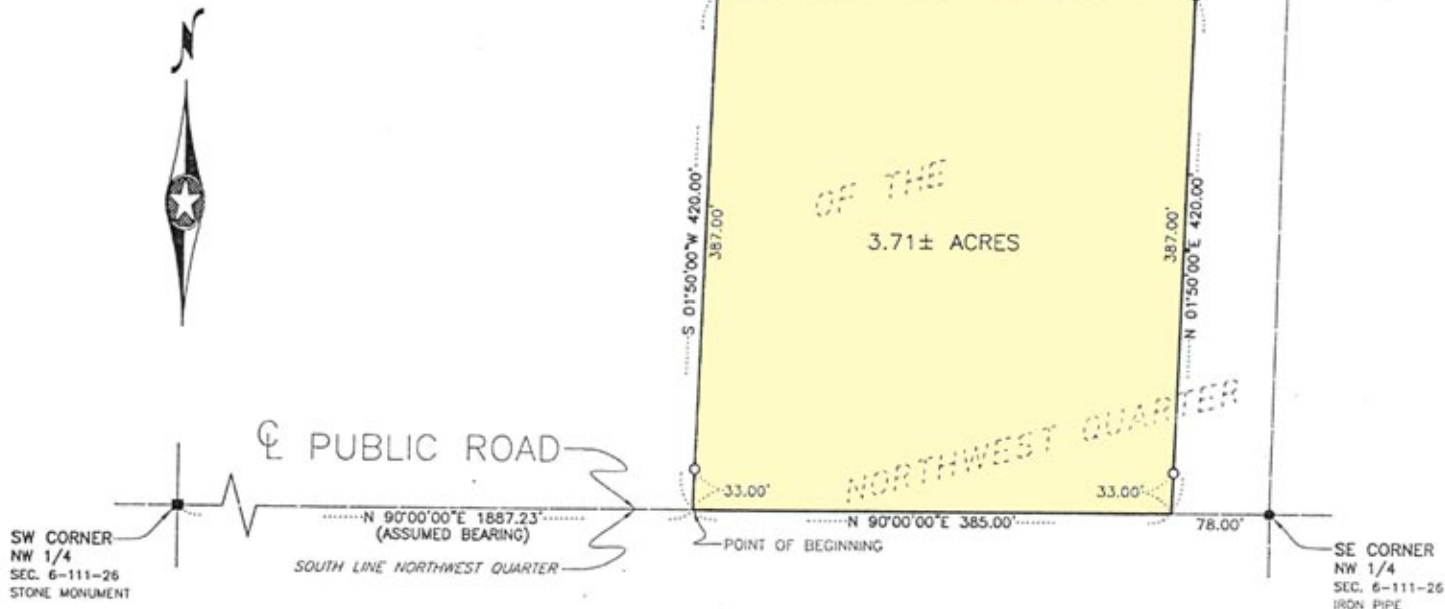 N
OF THE
S 01°50'00"W 420.00'
387.00'
3.71± ACRES
387.00'
N 01°50'00"E 420.00'
NORTHWEST QUARTER
℄ PUBLIC ROAD
33.00'
33.00'
N 90°00'00"E 1887.23'
(ASSUMED BEARING)
N 90°00'00"E 385.00'
78.00'
SW CORNER
NW 1/4
SEC. 6-111-26
STONE MONUMENT
SOUTH LINE NORTHWEST QUARTER
POINT OF BEGINNING
SE CORNER
NW 1/4
SEC. 6-111-26
IRON PIPE